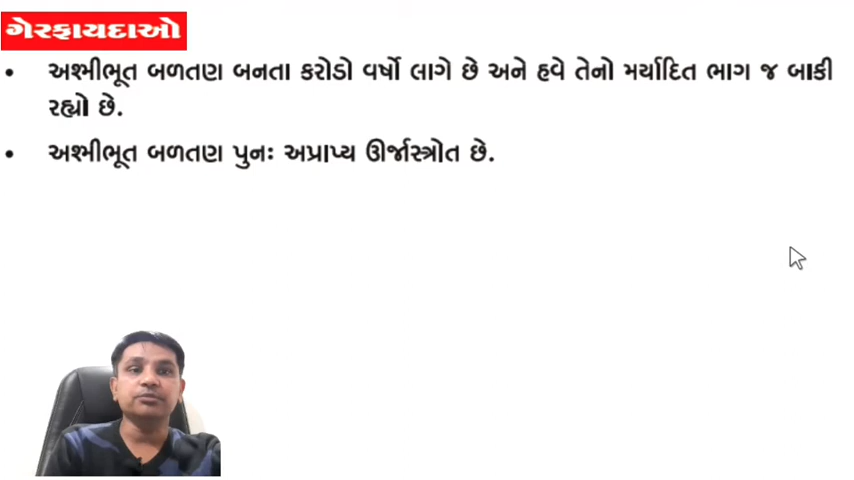 ગેરફાયદાઓ
• અશ્મીભૂત બળતણ બનતા કરોડો વર્ષો લાગે છે અને હવે તેનો મર્યાદિત ભાગ જ બાકી
રહ્યો છે.
• અશ્મીભૂત બળતણ પુનઃ અપ્રાપ્ય ઊર્જાસ્ત્રોત છે.